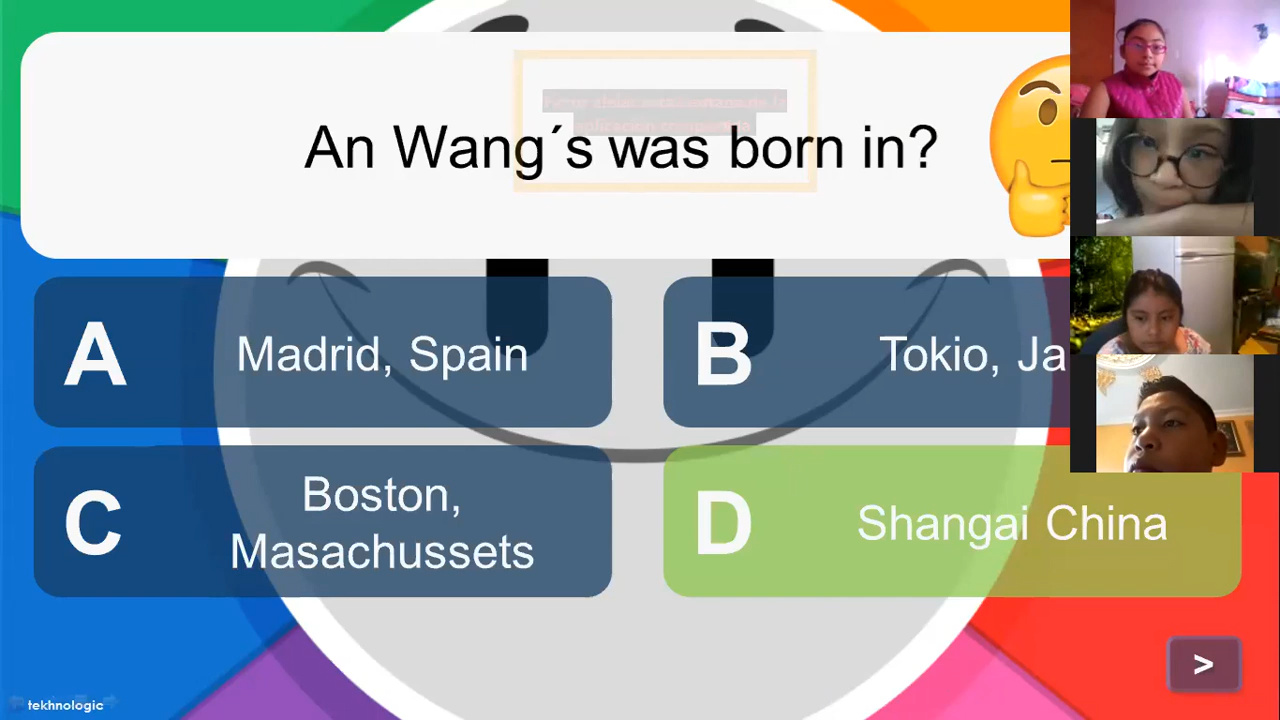 An Wang´s was born in?
A
Madrid, Spain
B
Tokio, Ja
C
Boston,
Masachussets
D
Shangai China
>
tekhnologic